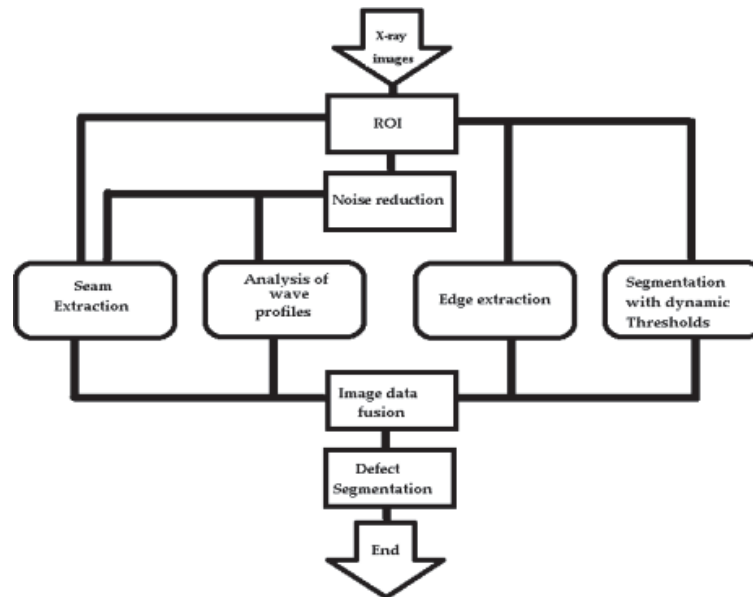 X-ray
images
ROI
Noise reduction
Seam
Extraction
Analysis of
wave
profiles
Edge extraction
Segmentation
with dynamic
Thresholds
Image data
fusion
Defect
Segmentation
End